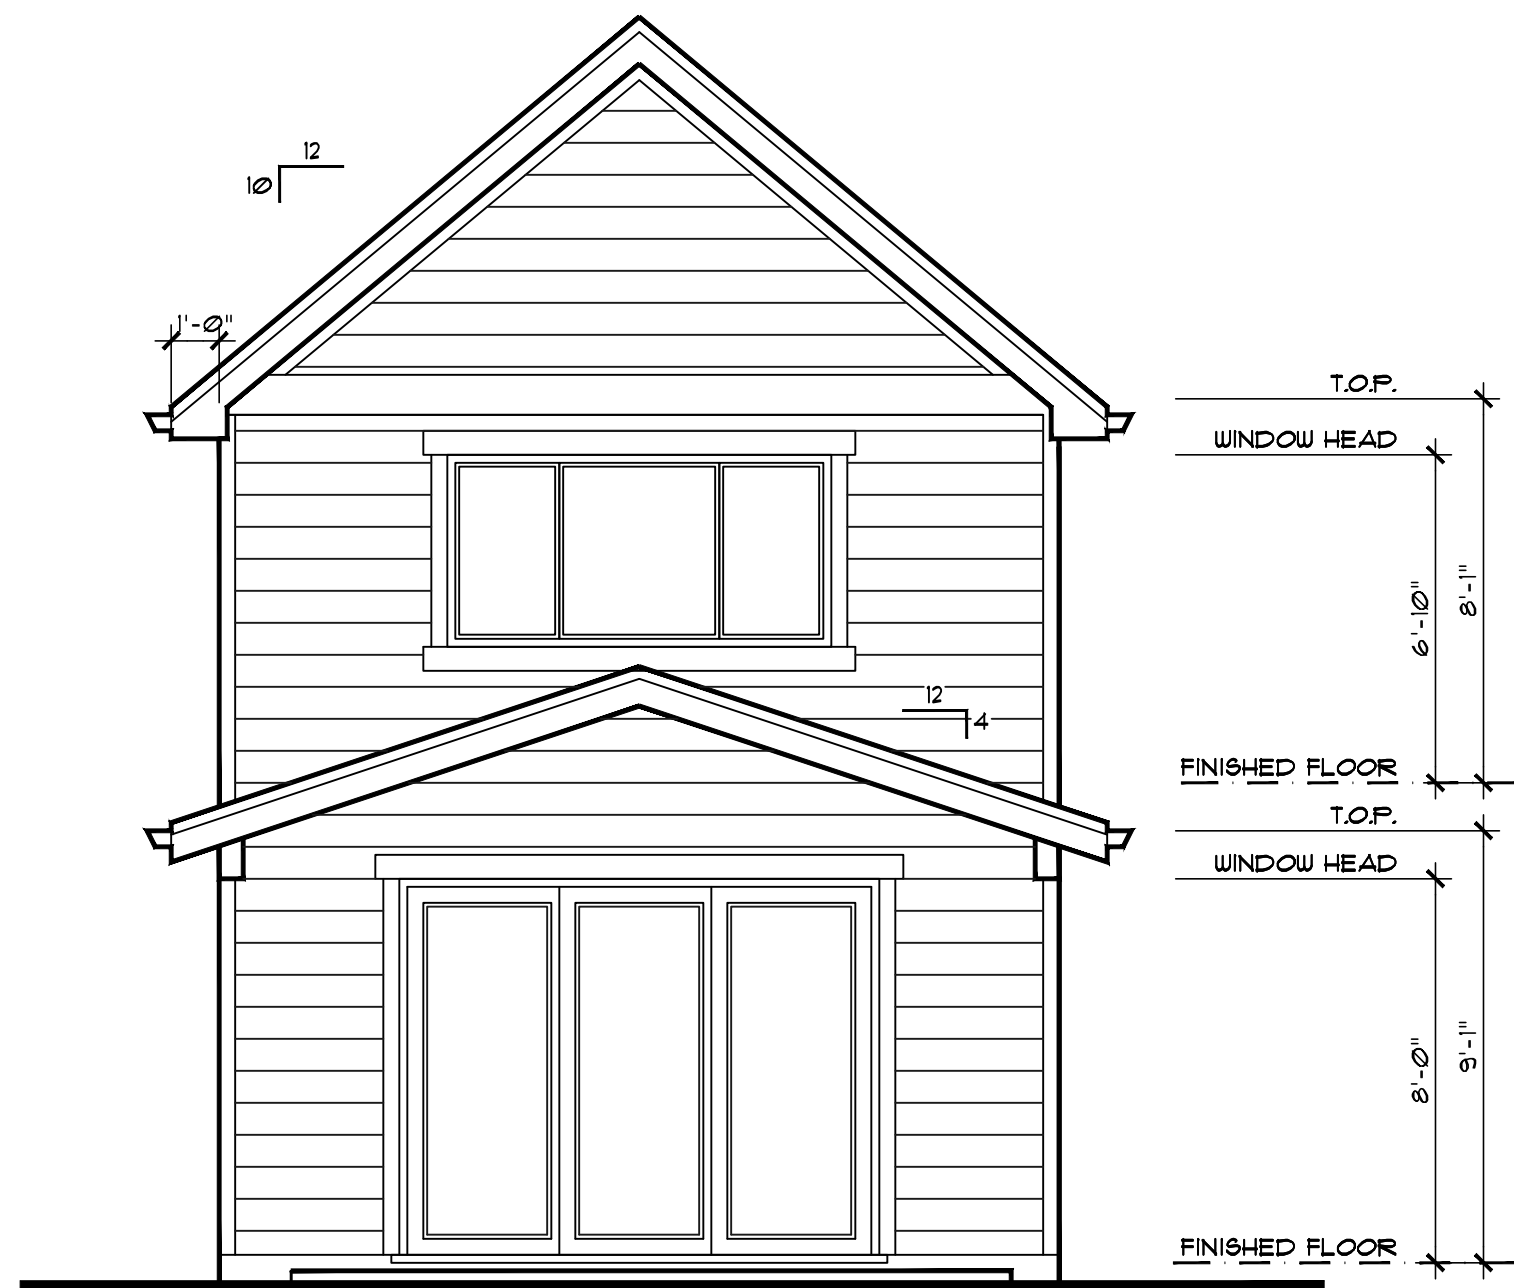 12
10
1'-0"
T.O.P.
WINDOW HEAD
6'-10"
8'-1"
12
4
FINISHED FLOOR
T.O.P.
WINDOW HEAD
8'-0"
9'-1"
FINISHED FLOOR